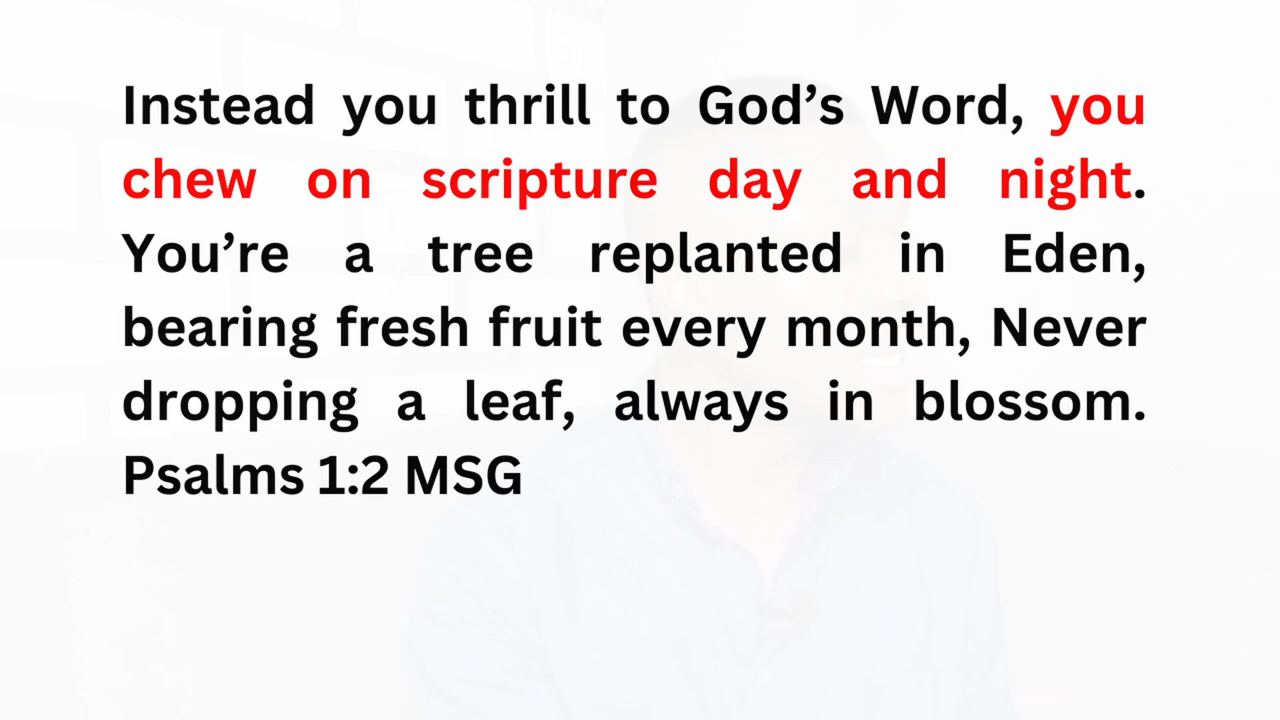 Instead you thrill to God’s Word, you
chew on scripture day and night.
You’re a tree replanted in Eden,
bearing fresh fruit every month, Never
dropping a leaf, always in blossom.
Psalms 1:2 MSG